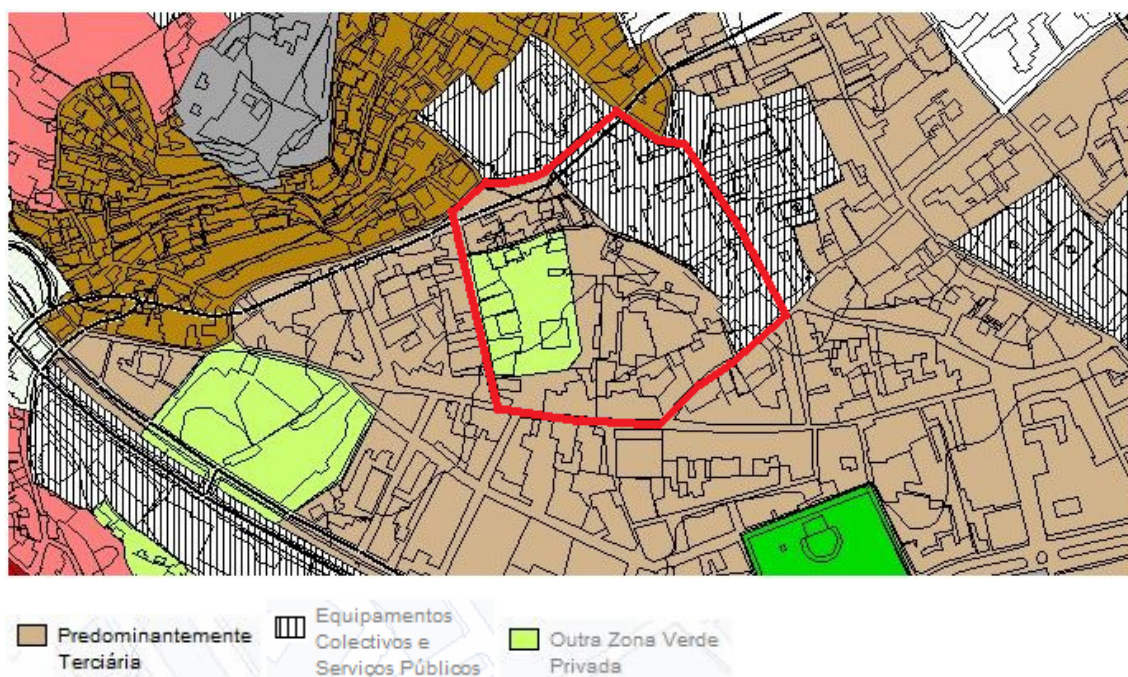 Predominantemente
Terciária
Equipamentos
Colectivos e
Serviços Públicos
Outra Zona Verde
Privada